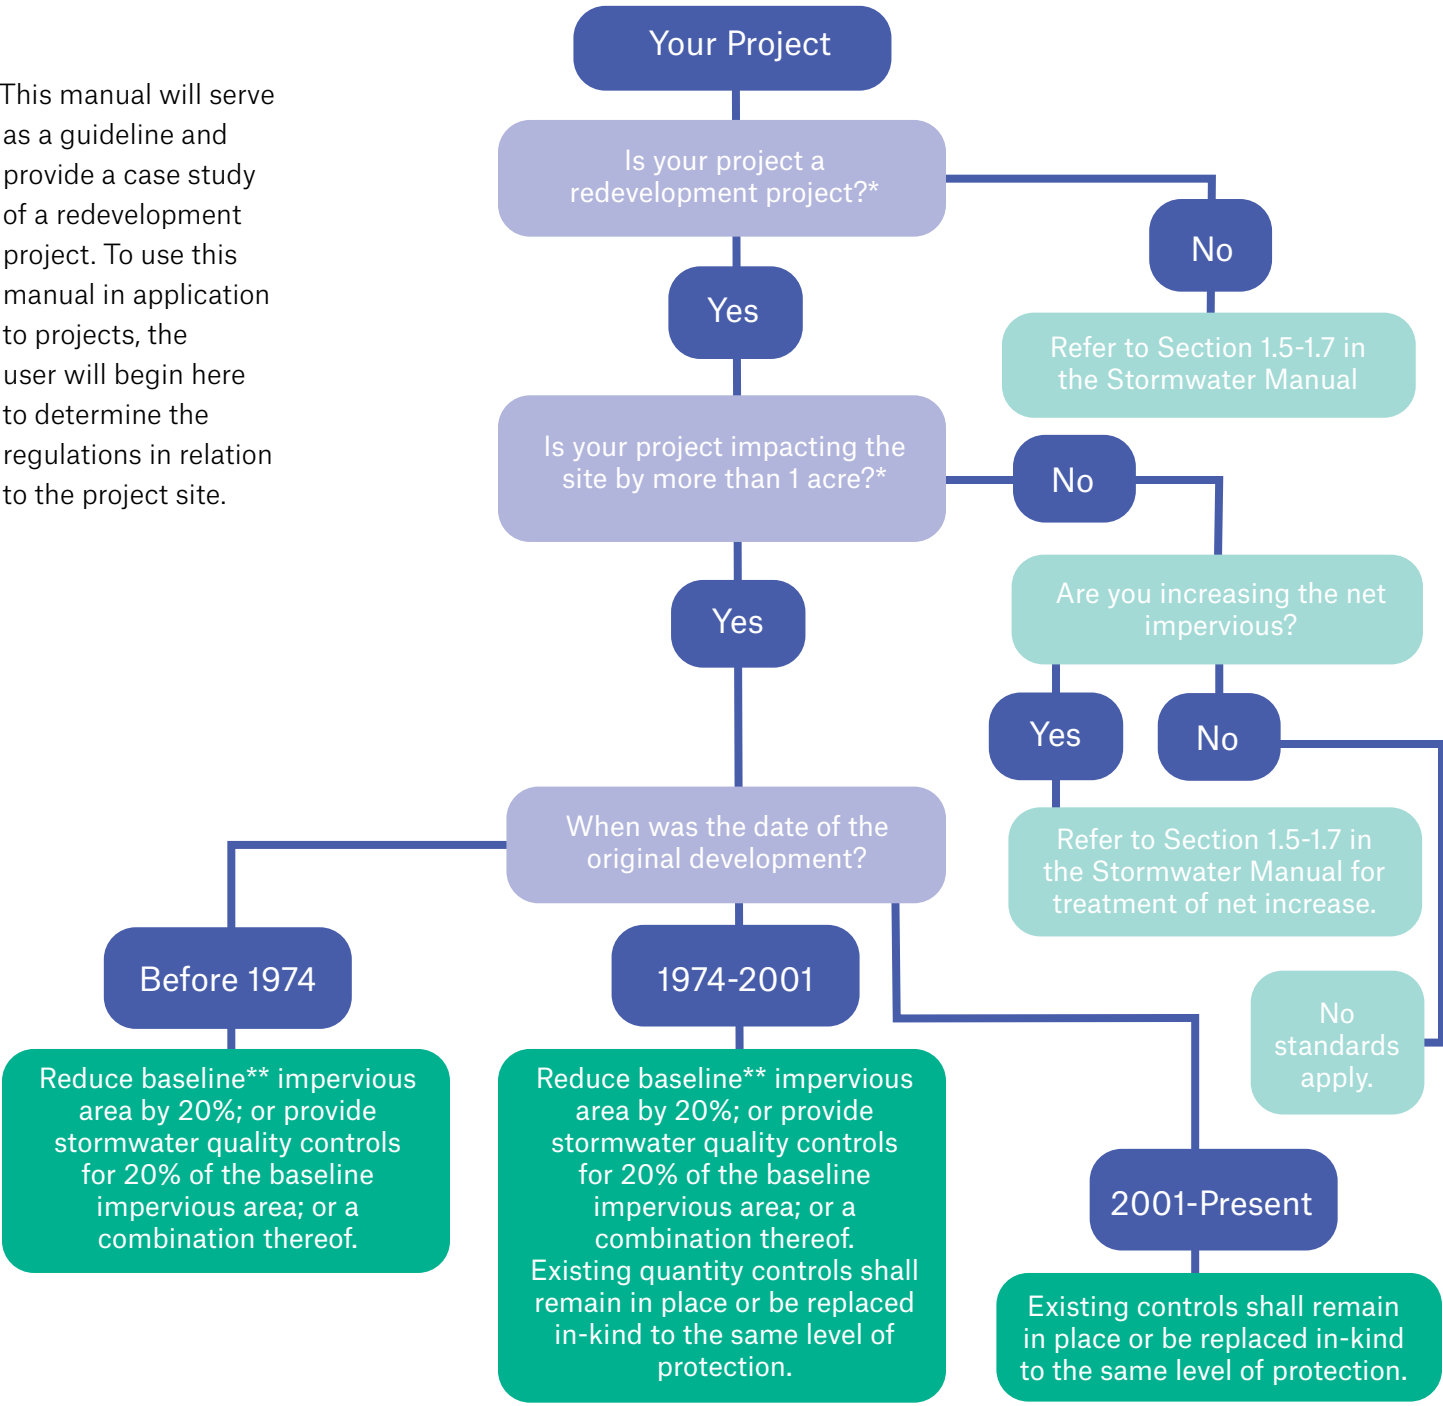 This manual will serve
as a guideline and
provide a case study
of a redevelopment
project. To use this
manual in application
to projects, the
user will begin here
to determine the
regulations in relation
to the project site.
Your Project
Is your project a
redevelopment project?*
No
Refer to Section 1.5-1.7 in
the Stormwater Manual
Yes
Is your project impacting the
site by more than 1 acre?*
No
Are you increasing the net
impervious?
Yes
No
Refer to Section 1.5-1.7 in
the Stormwater Manual for
treatment of net increase.
No
standards
apply.
Yes
When was the date of the
original development?
Before 1974
Reduce baseline** impervious
area by 20%; or provide
stormwater quality controls
for 20% of the baseline
impervious area; or a
combination thereof.
1974-2001
Reduce baseline** impervious
area by 20%; or provide
stormwater quality controls
for 20% of the baseline
impervious area; or a
combination thereof.
Existing quantity controls shall
remain in place or be replaced
in-kind to the same level of
protection.
2001-Present
Existing controls shall remain
in place or be replaced in-kind
to the same level of protection.